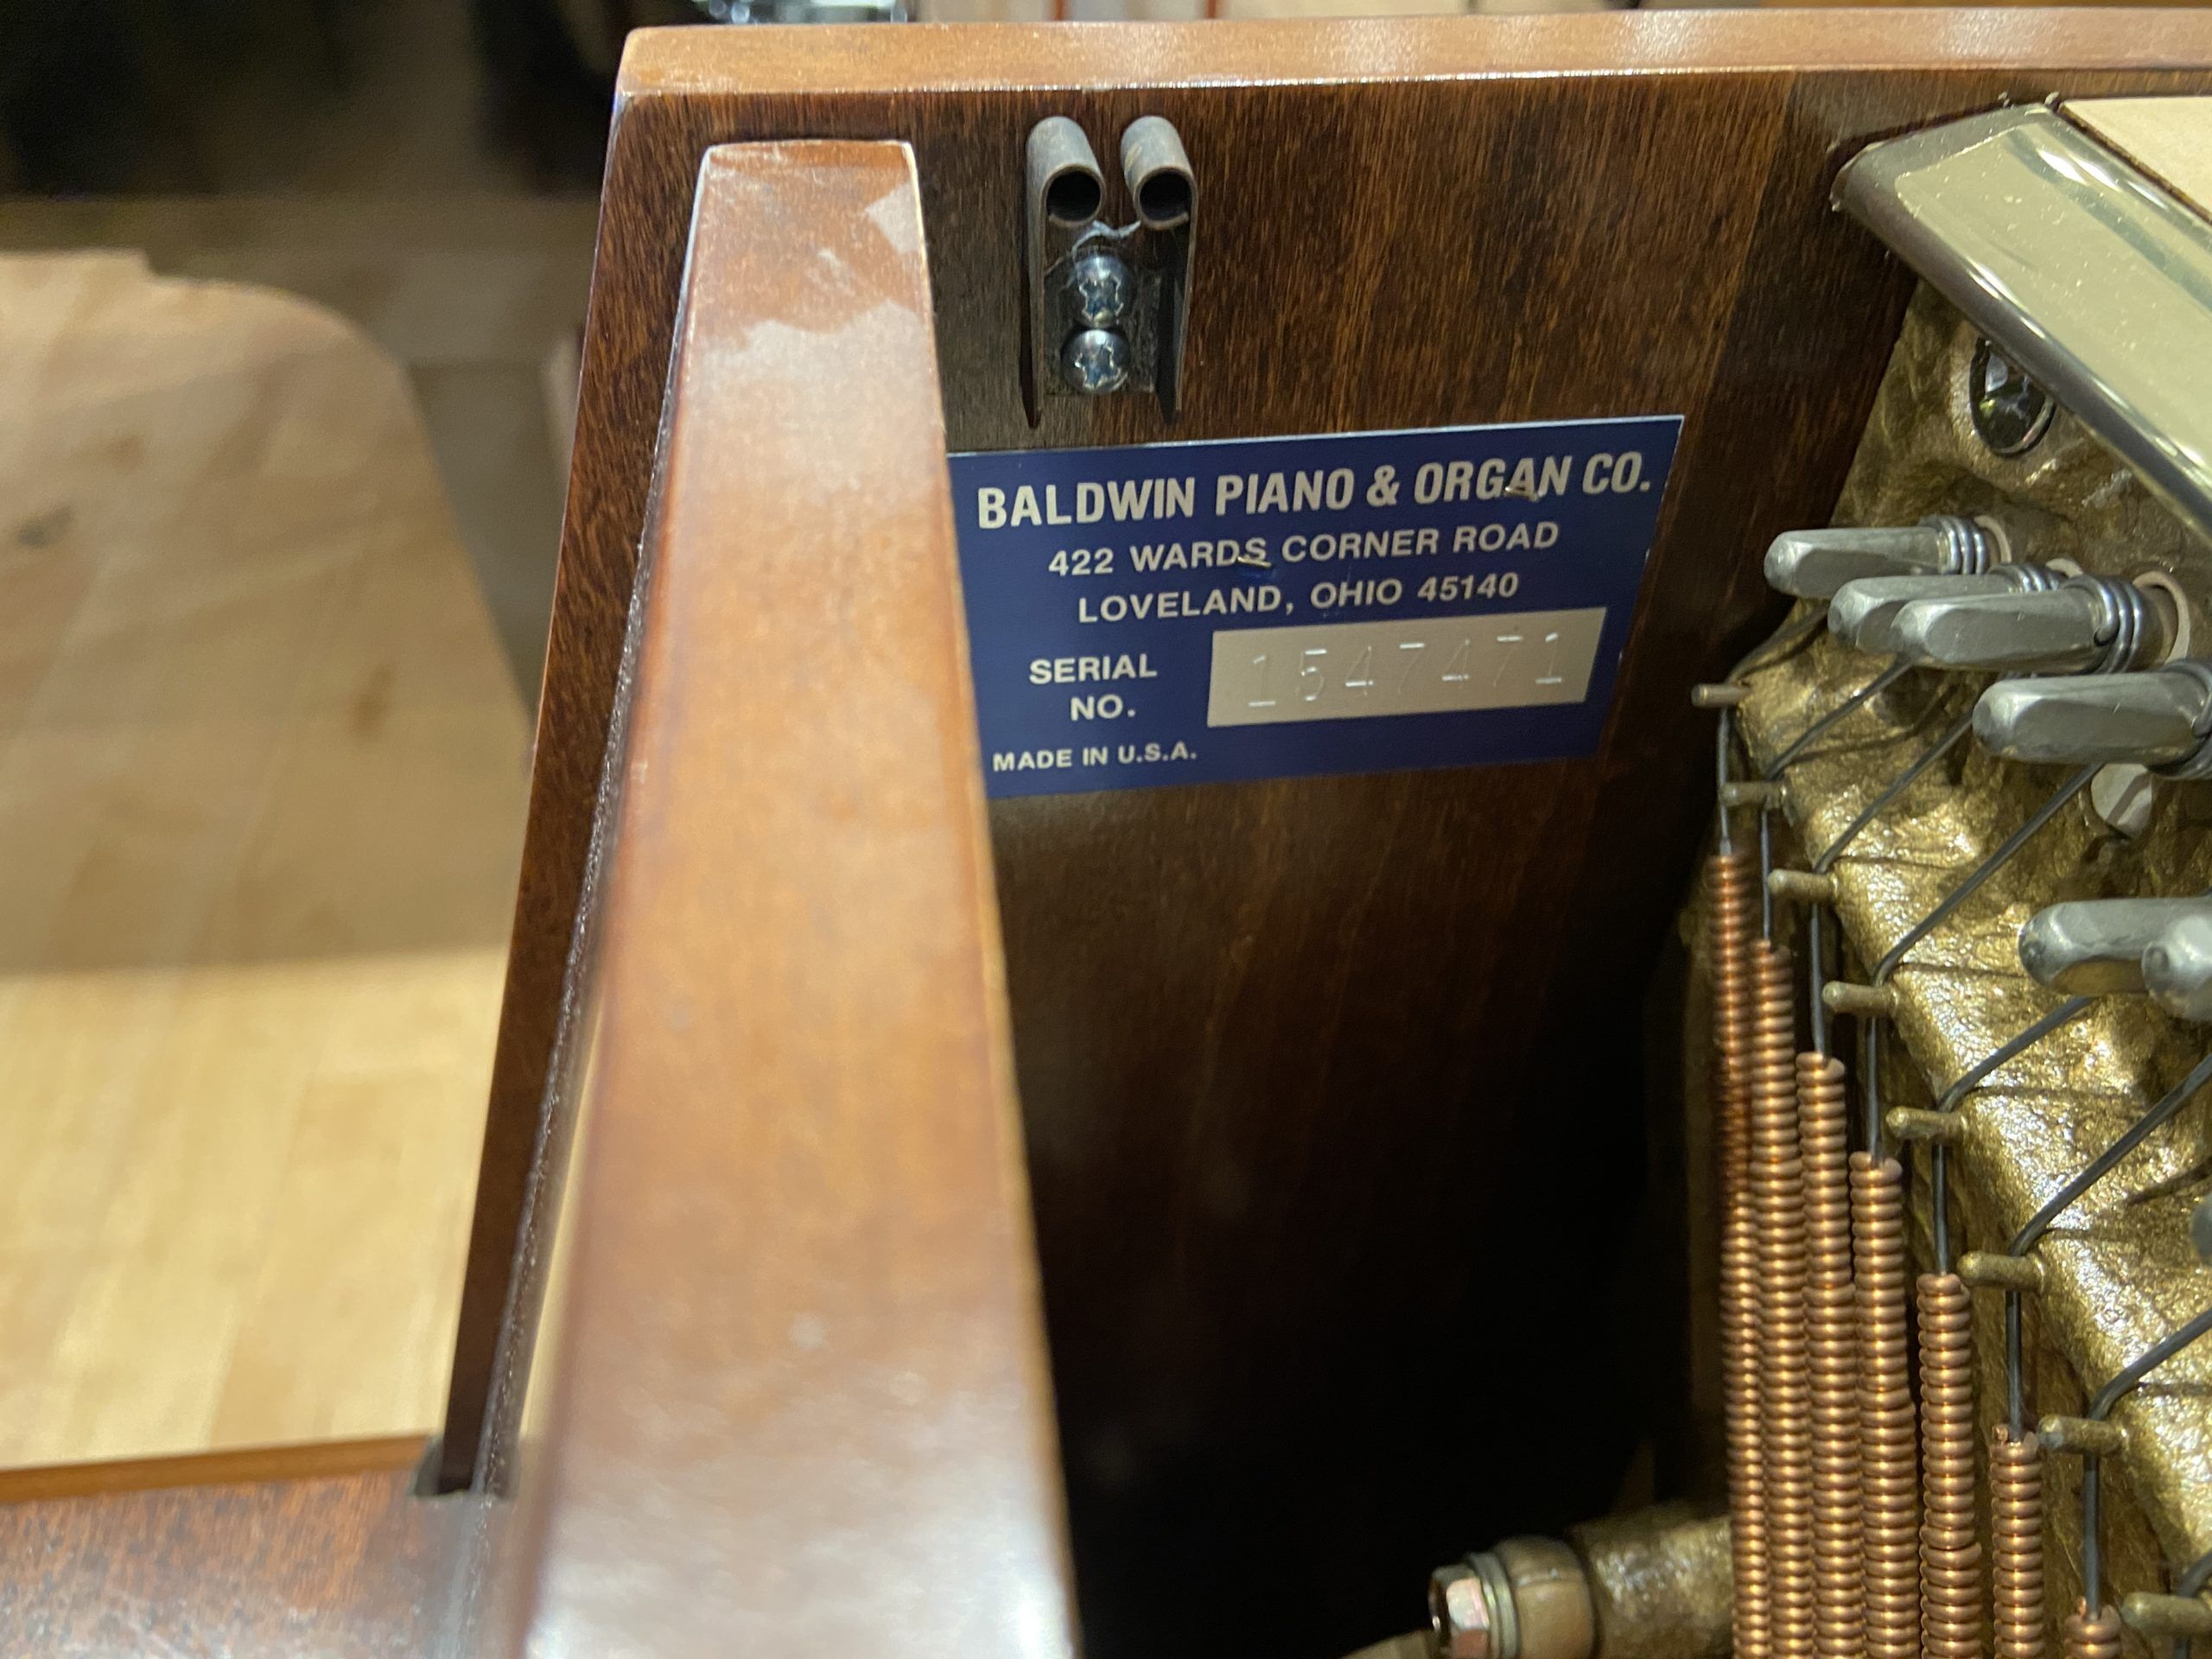 BALDWIN PIANO & ORGAN CO.
422 WARDS CORNER ROAD
LOVELAND, OHIO 45140
SERIAL NO. 1547471
MADE IN U.S.A.